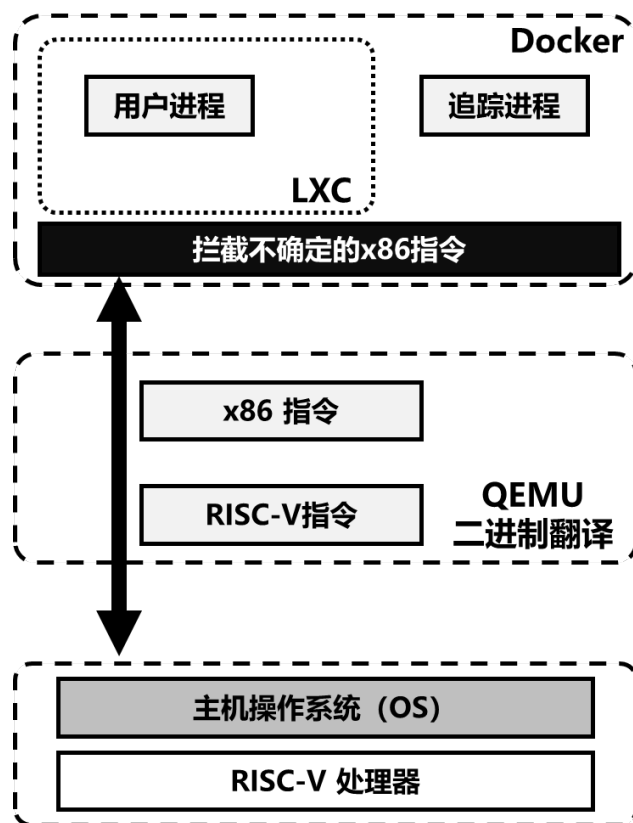 Docker
用户进程
追踪进程
LXC
拦截不确定的x86指令
x86 指令
RISC-V指令
QEMU
二进制翻译
主机操作系统（OS）
RISC-V 处理器